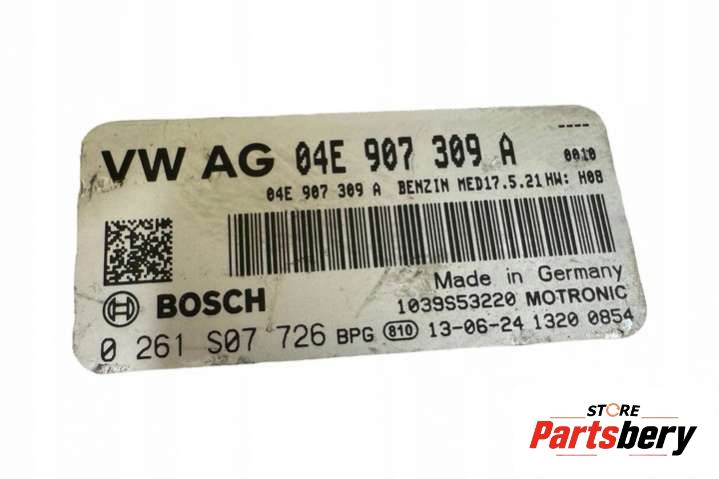 ----
VW AG 04E 907 309 A 0010
04E 907 309 A BENZIN MED17.5.21 HW: H08
Made in Germany
BOSCH 1039S53220 MOTRONIC
0 261 S07 726 BPG 810 13-06-24 1320 0854
STORE
Partsbery